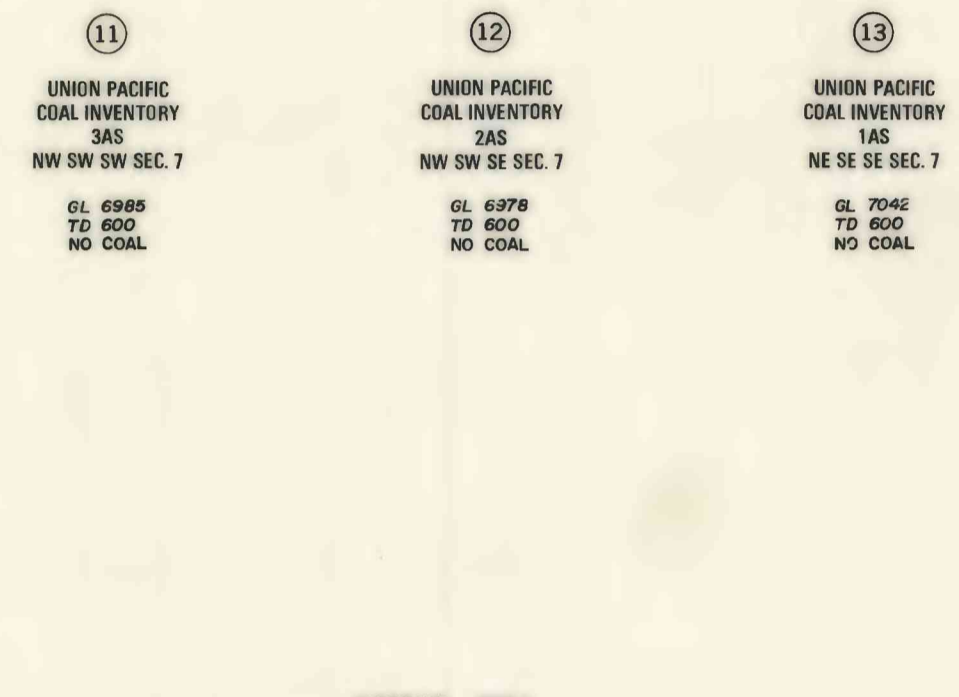 11
UNION PACIFIC
COAL INVENTORY
3AS
NW SW SW SEC. 7
GL 6985
TD 600
NO COAL
12
UNION PACIFIC
COAL INVENTORY
2AS
NW SW SE SEC. 7
GL 6978
TD 600
NO COAL
13
UNION PACIFIC
COAL INVENTORY
1AS
NE SE SE SEC. 7
GL 7042
TD 600
NO COAL